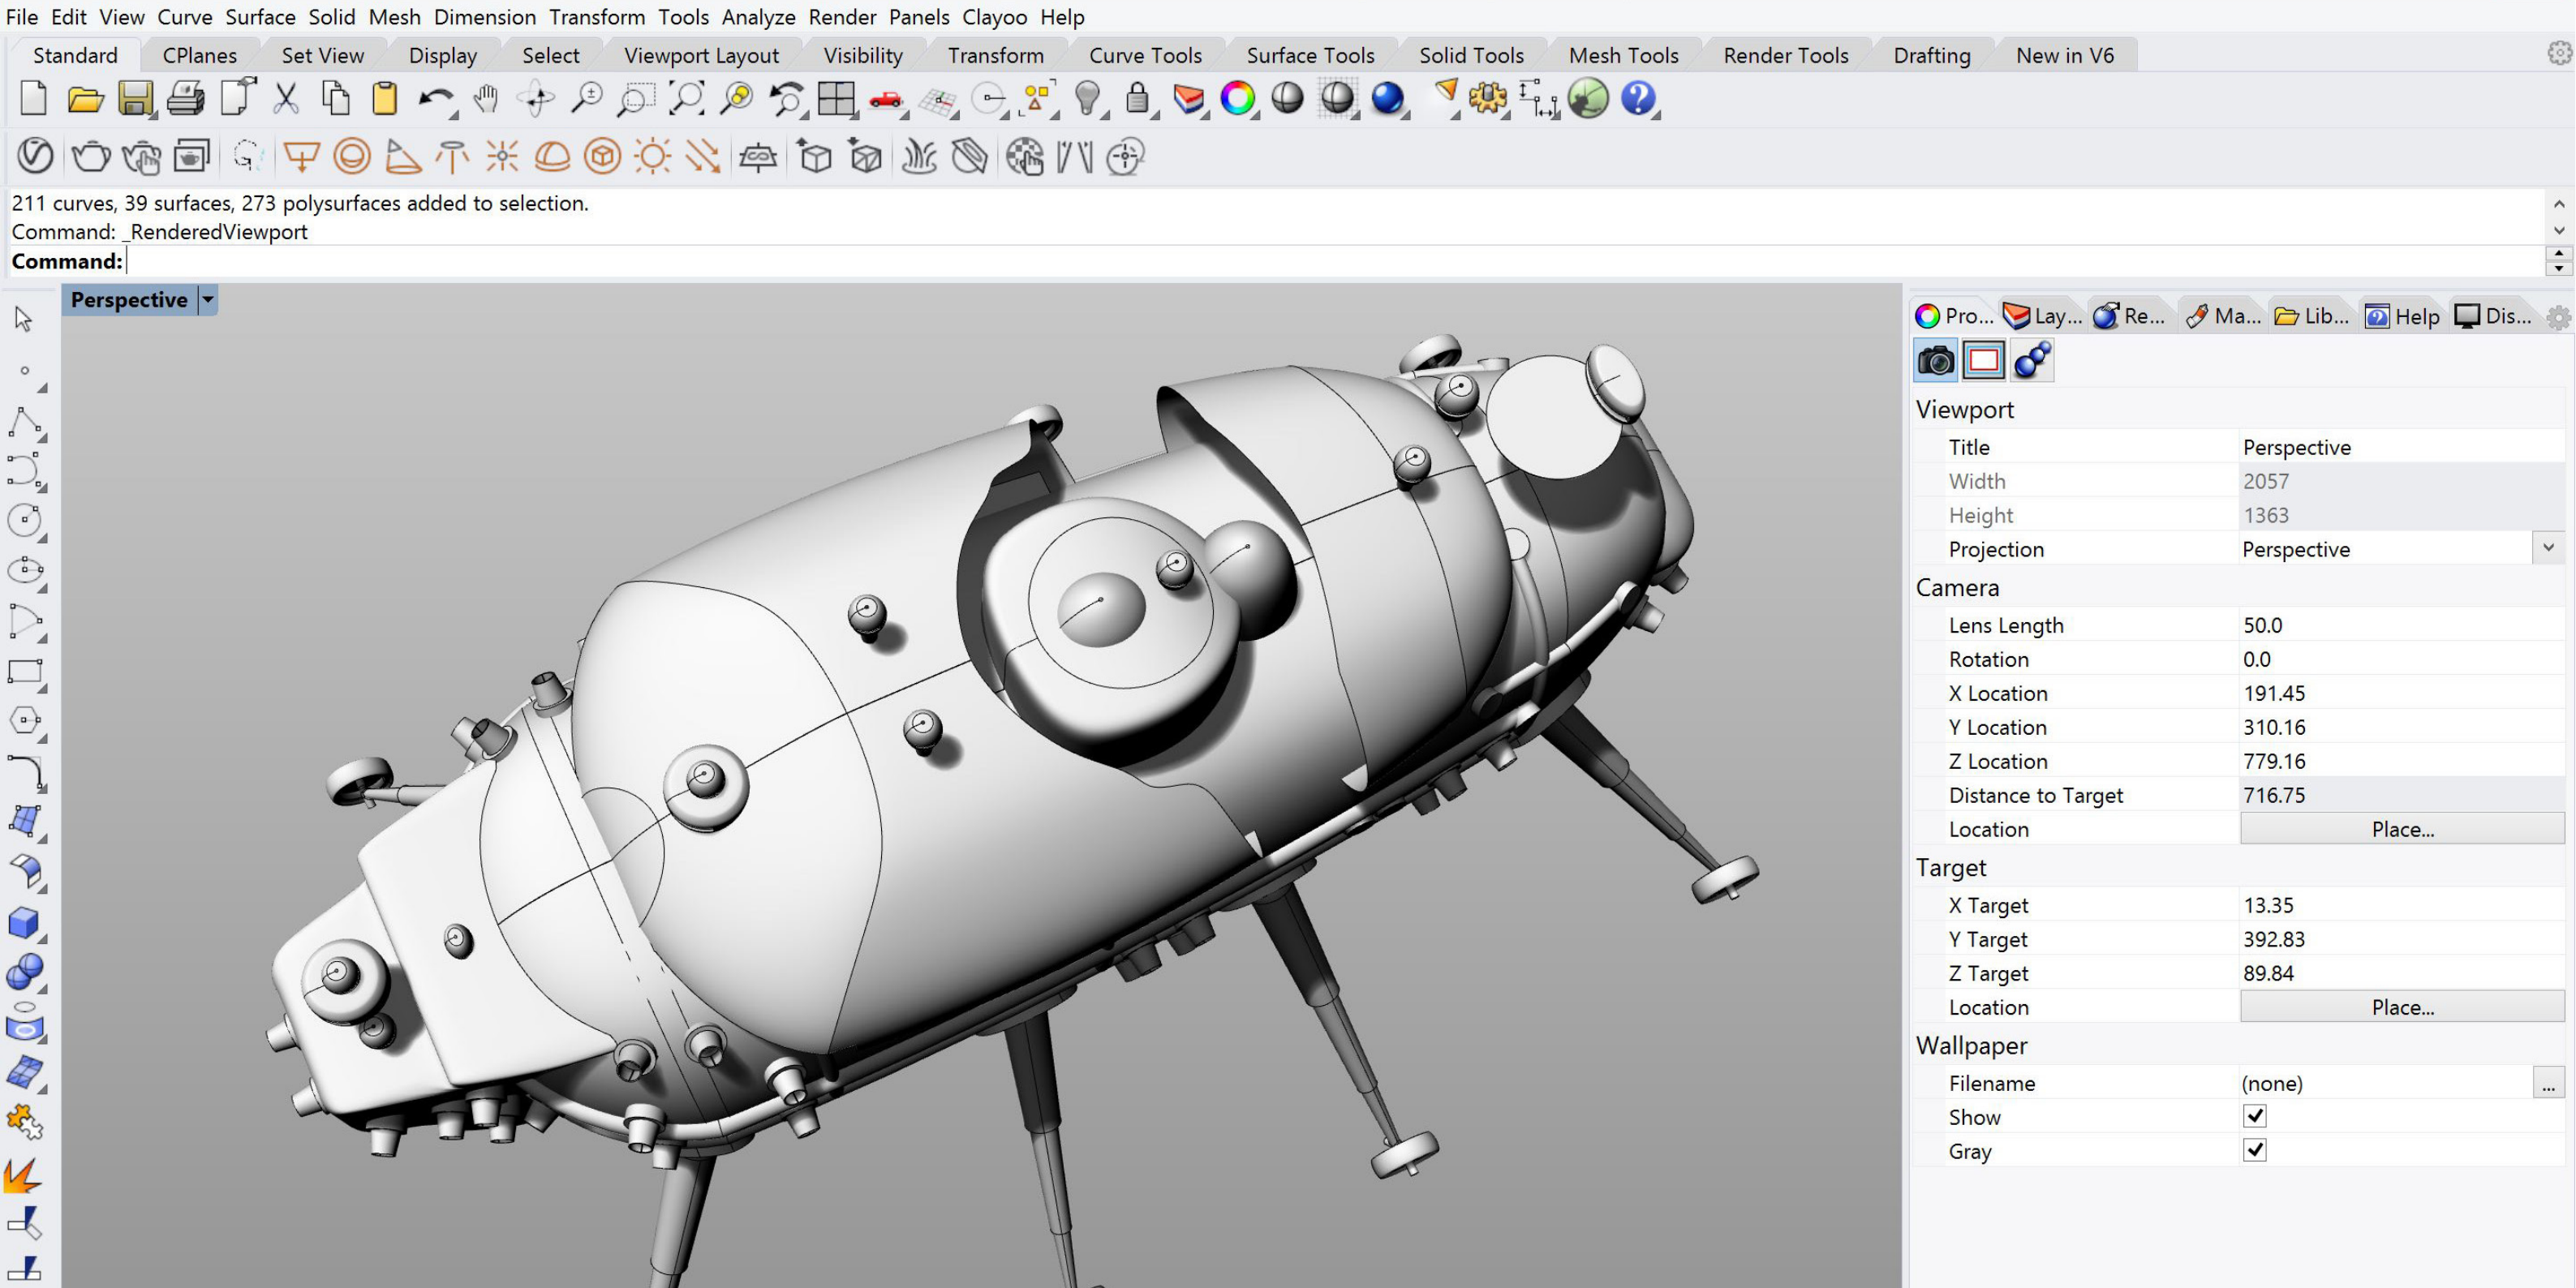 File Edit View Curve Surface Solid Mesh Dimension Transform Tools Analyze Render Panels Clayoo Help
Standard CPlanes Set View Display Select Viewport Layout Visibility Transform Curve Tools Surface Tools Solid Tools Mesh Tools Render Tools Drafting New in V6
211 curves, 39 surfaces, 273 polysurfaces added to selection.
Command: _RenderedViewport
Command:
Perspective
Pro... Lay... Re... Ma... Lib... Help Dis...
Viewport
Title Perspective
Width 2057
Height 1363
Projection Perspective
Camera
Lens Length 50.0
Rotation 0.0
X Location 191.45
Y Location 310.16
Z Location 779.16
Distance to Target 716.75
Location Place...
Target
X Target 13.35
Y Target 392.83
Z Target 89.84
Location Place...
Wallpaper
Filename (none) ...
Show
Gray